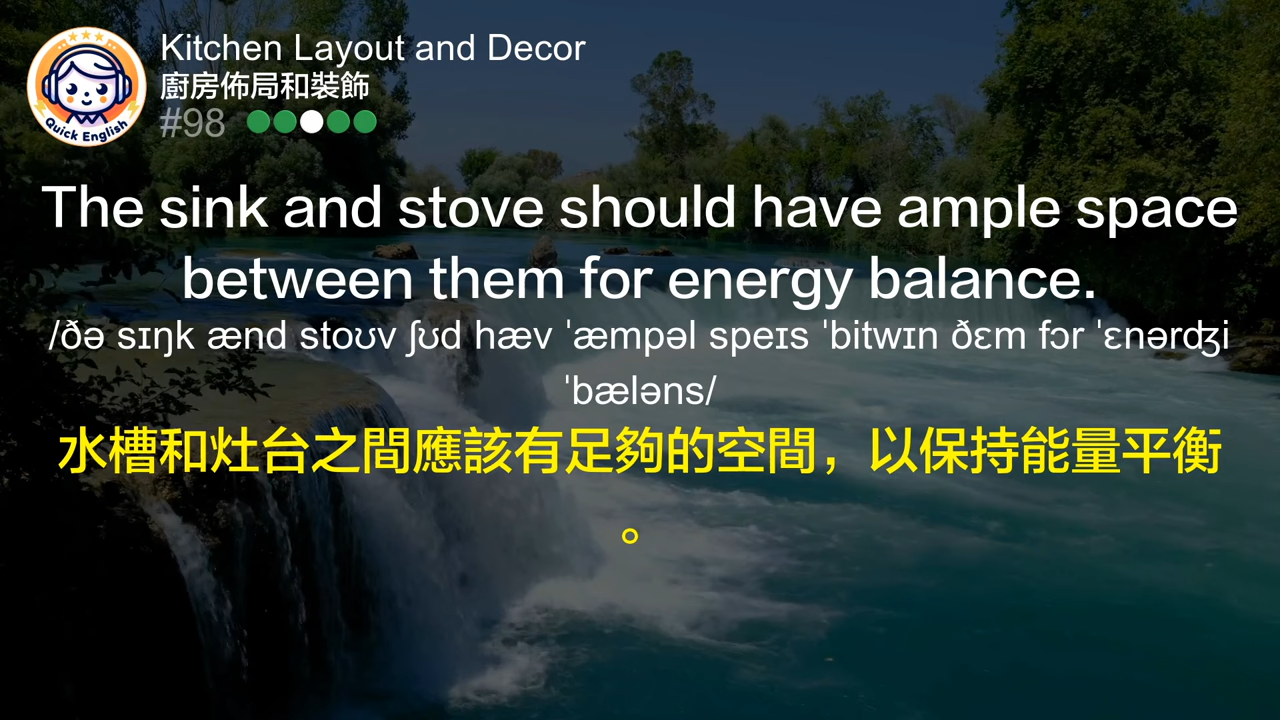 Quick English
Kitchen Layout and Decor
廚房佈局和裝飾
#98
The sink and stove should have ample space
between them for energy balance.
/ðə sɪŋk ænd stoʊv ʃʊd hæv ˈæmpəl speɪs ˈbitwɪn ðɛm fɔr ˈɛnərʤi
ˈbæləns/
水槽和灶台之間應該有足夠的空間，以保持能量平衡
。